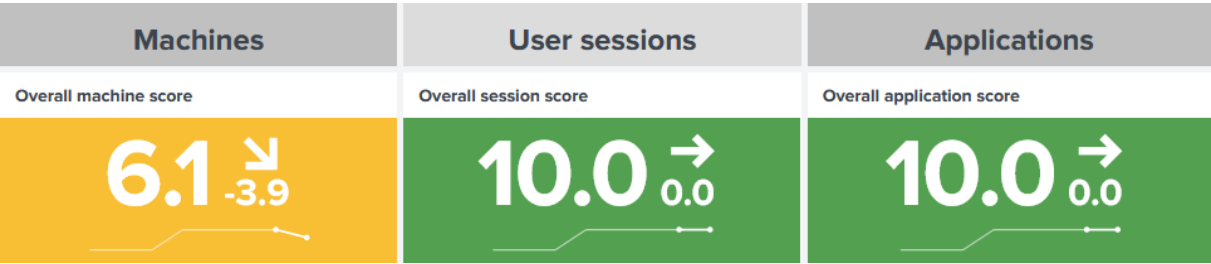 Machines
Overall machine score
6.1
-3.9
User sessions
Overall session score
10.0
0.0
Applications
Overall application score
10.0
0.0